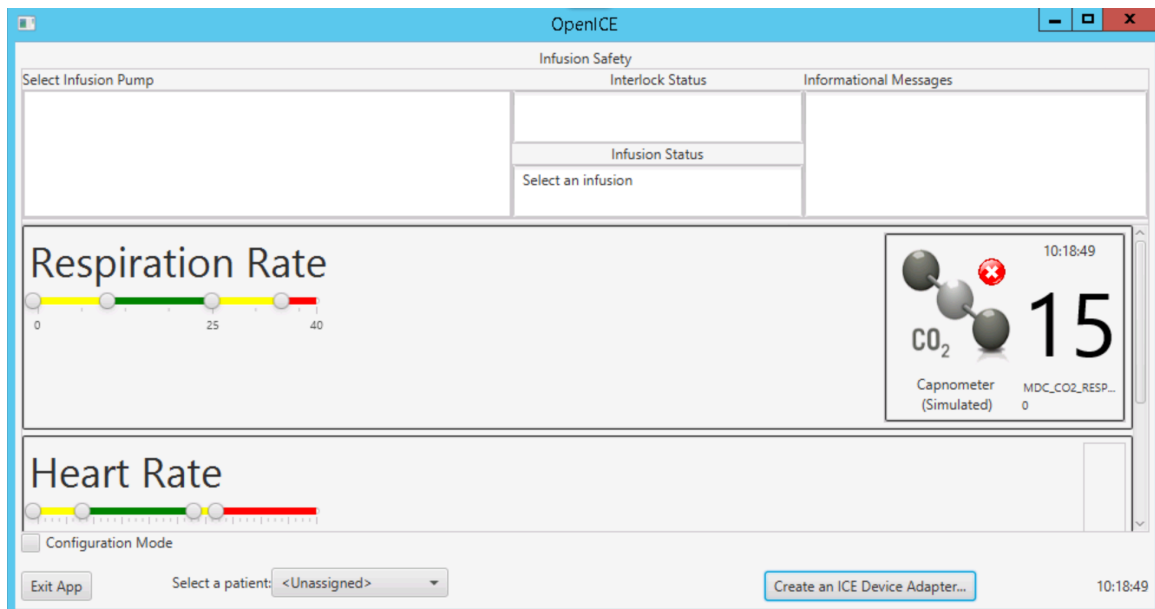 OpenICE
Infusion Safety
Select Infusion Pump
Interlock Status
Informational Messages
Infusion Status
Select an infusion
Respiration Rate
0 25 40
10:18:49
15
CO2
Capnometer
(Simulated)
MDC_CO2_RESP...
0
Heart Rate
Configuration Mode
Exit App
Select a patient: <Unassigned>
Create an ICE Device Adapter...
10:18:49